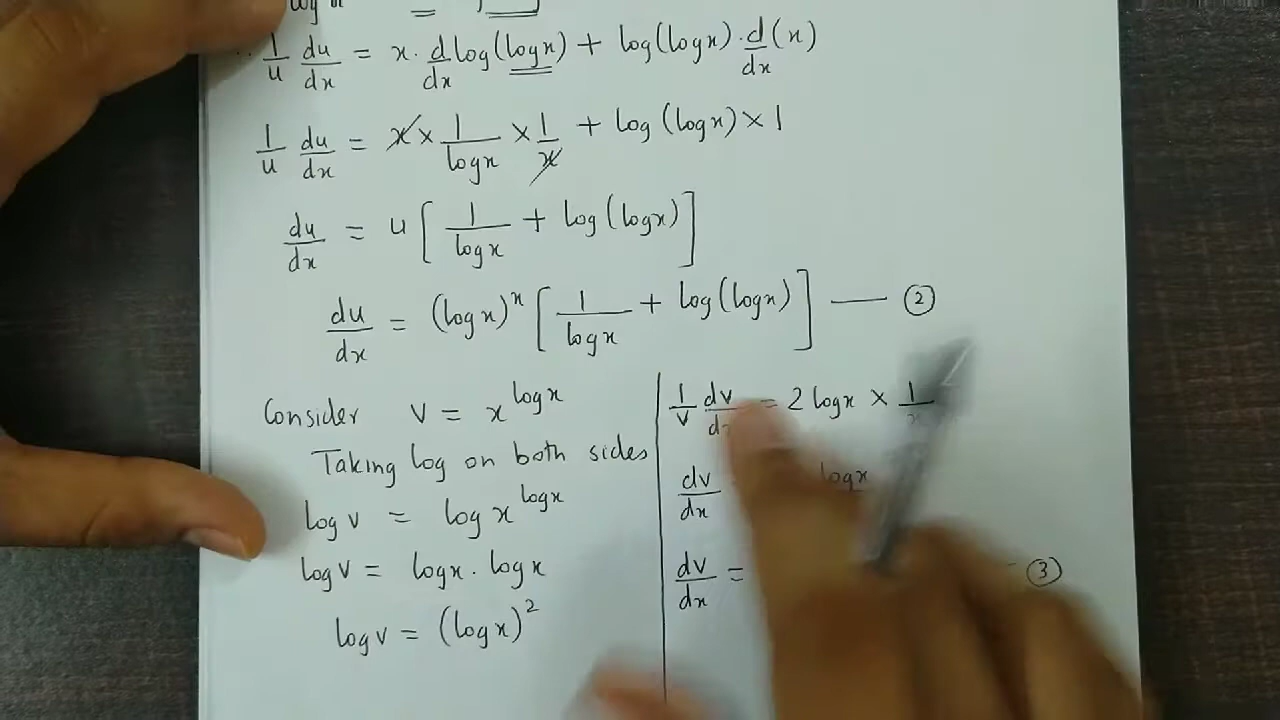 log x =
1/u du/dx = x · d/dx log(log x) + log(log x) · d/dx (x)
1/u du/dx = x × 1/log x × 1/x + log (log x) × 1
du/dx = u [ 1/log x + log (log x) ]
du/dx = (log x)^x [ 1/log x + log (log x) ] — ②
Consider v = x^log x
Taking log on both sides
log v = log x^log x
log v = log x . log x
log v = (log x)^2
1/v dv/dx = 2 log x × 1/x
dv/dx log x
dv/dx = ③